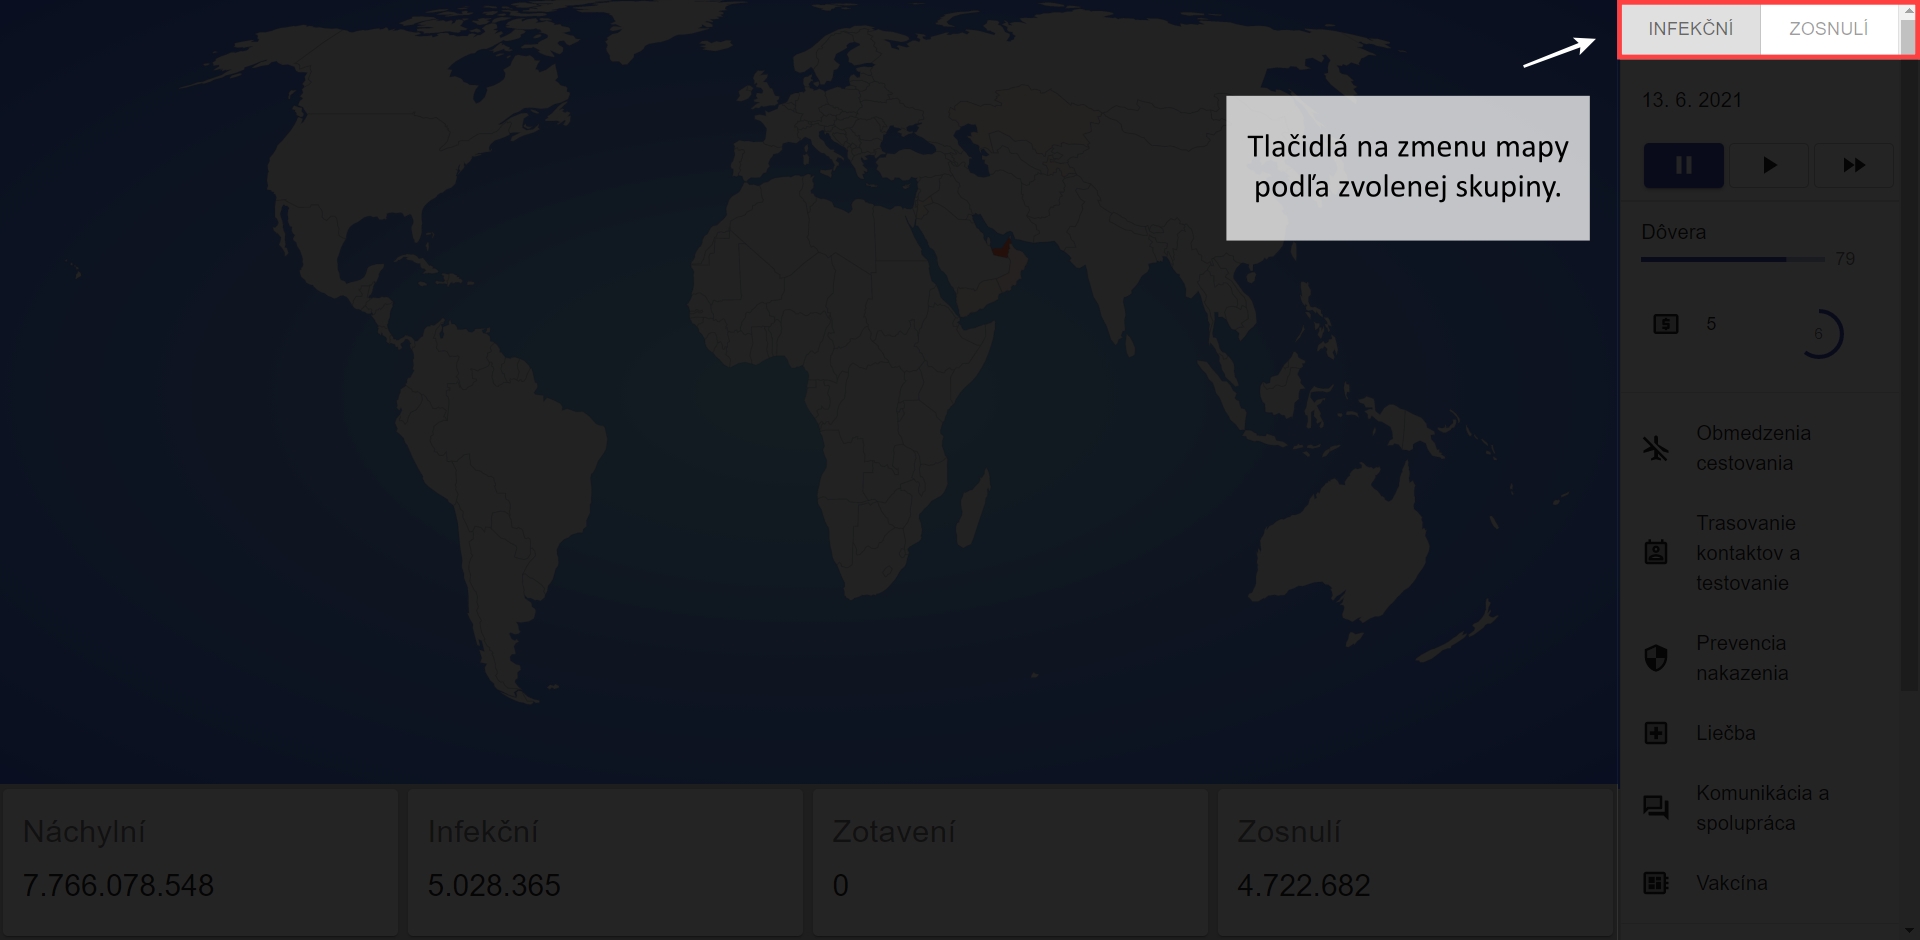 INFEKČNÍ
ZOSNULÍ
Tlačidlá na zmenu mapy
podľa zvolenej skupiny.
13. 6. 2021
Dôvera
79
5
6
Obmedzenia
cestovania
Trasovanie
kontaktov a
testovanie
Prevencia
nakazenia
Liečba
Komunikácia a
spolupráca
Vakcína
Náchylní
7.766.078.548
Infekční
5.028.365
Zotavení
0
Zosnulí
4.722.682